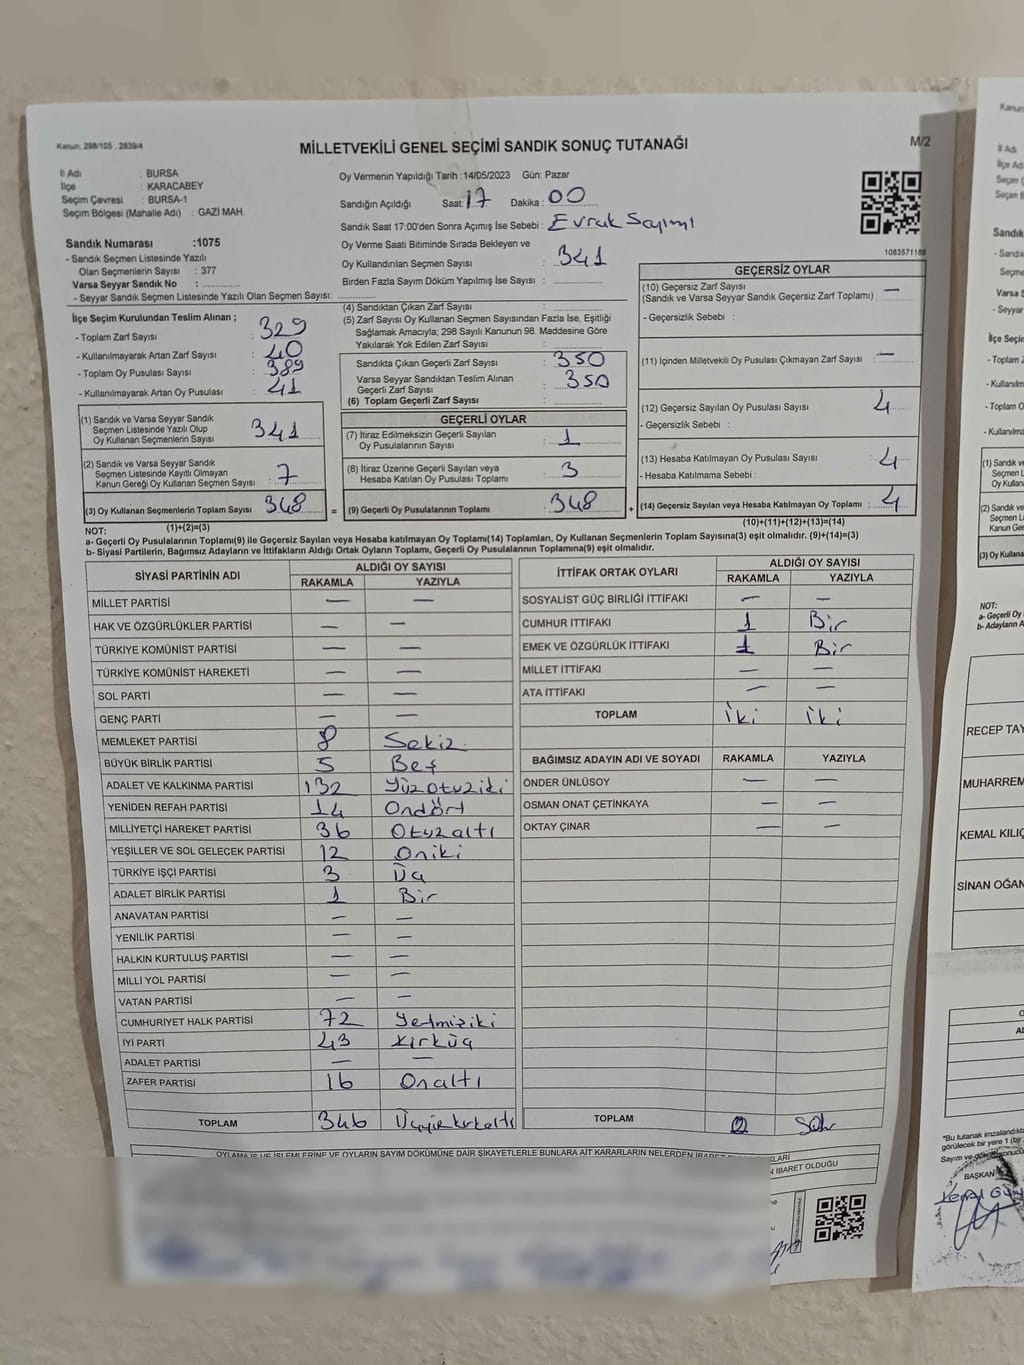 Kanun, 298/105 , 2839/4
MİLLETVEKİLİ GENEL SEÇİMİ SANDIK SONUÇ TUTANAĞI
M/2
İl Adı : BURSA
İlçe : KARACABEY
Seçim Çevresi : BURSA-1
Seçim Bölgesi (Mahalle Adı) : GAZİ MAH.
Sandık Numarası :1075
- Sandık Seçmen Listesinde Yazılı
Olan Seçmenlerin Sayısı : 377
Varsa Seyyar Sandık No :
- Seyyar Sandık Seçmen Listesinde Yazılı Olan Seçmen Sayısı:
Oy Vermenin Yapıldığı Tarih : 14/05/2023 Gün: Pazar
Sandığın Açıldığı Saat: 17 Dakika : 00
Sandık Saat 17:00'den Sonra Açımış İse Sebebi : Evrak Sayımı
Oy Verme Saati Bitiminde Sırada Bekleyen ve
Oy Kullandırılan Seçmen Sayısı : 341
Birden Fazla Sayım Döküm Yapılmış İse Sayısı :
1083571188
İlçe Seçim Kurulundan Teslim Alınan ;
- Toplam Zarf Sayısı : 329
- Kullanılmayarak Artan Zarf Sayısı : 40
- Toplam Oy Pusulası Sayısı : 389
- Kullanılmayarak Artan Oy Pusulası : 41
(1) Sandık ve Varsa Seyyar Sandık
Seçmen Listesinde Yazılı Olup
Oy Kullanan Seçmenlerin Sayısı : 341
(2) Sandık ve Varsa Seyyar Sandık
Seçmen Listesinde Kayıtlı Olmayan
Kanun Gereği Oy Kullanan Seçmen Sayısı : 7
(3) Oy Kullanan Seçmenlerin Toplam Sayısı : 348
(1)+(2)=(3)
(4) Sandıktan Çıkan Zarf Sayısı :
(5) Zarf Sayısı Oy Kullanan Seçmen Sayısından Fazla İse, Eşitliği
Sağlamak Amacıyla; 298 Sayılı Kanunun 98. Maddesine Göre
Yakılarak Yok Edilen Zarf Sayısı :
Sandıkta Çıkan Geçerli Zarf Sayısı : 350
Varsa Seyyar Sandıktan Teslim Alınan
Geçerli Zarf Sayısı : 350
(6) Toplam Geçerli Zarf Sayısı :
GEÇERLİ OYLAR
(7) İtiraz Edilmeksizin Geçerli Sayılan
Oy Pusulalarının Sayısı : 1
(8) İtiraz Üzerine Geçerli Sayılan veya
Hesaba Katılan Oy Pusulası Toplamı : 3
(9) Geçerli Oy Pusulalarının Toplamı : 348
GEÇERSİZ OYLAR
(10) Geçersiz Zarf Sayısı
(Sandık ve Varsa Seyyar Sandık Geçersiz Zarf Toplamı) : —
- Geçersizlik Sebebi :
(11) İçinden Milletvekili Oy Pusulası Çıkmayan Zarf Sayısı : —
(12) Geçersiz Sayılan Oy Pusulası Sayısı : 4
- Geçersizlik Sebebi :
(13) Hesaba Katılmayan Oy Pusulası Sayısı : 4
- Hesaba Katılmama Sebebi :
(14) Geçersiz Sayılan veya Hesaba Katılmayan Oy Toplamı : 4
(10)+(11)+(12)+(13)=(14)
NOT:
a- Geçerli Oy Pusulalarının Toplamı(9) ile Geçersiz Sayılan veya Hesaba katılmayan Oy Toplamı(14) Toplamları, Oy Kullanan Seçmenlerin Toplam Sayısına(3) eşit olmalıdır. (9)+(14)=(3)
b- Siyasi Partilerin, Bağımsız Adayların ve İttifakların Aldığı Ortak Oyların Toplamı, Geçerli Oy Pusulalarının Toplamına(9) eşit olmalıdır.
SİYASİ PARTİNİN ADI ALDIĞI OY SAYISI
RAKAMLA YAZIYLA
MİLLET PARTİSİ — —
HAK VE ÖZGÜRLÜKLER PARTİSİ — —
TÜRKİYE KOMÜNİST PARTİSİ — —
TÜRKİYE KOMÜNİST HAREKETİ — —
SOL PARTİ — —
GENÇ PARTİ — —
MEMLEKET PARTİSİ 8 Sekiz
BÜYÜK BİRLİK PARTİSİ 5 Beş
ADALET VE KALKINMA PARTİSİ 132 Yüzotuziki
YENİDEN REFAH PARTİSİ 14 Ondört
MİLLİYETÇİ HAREKET PARTİSİ 36 Otuzaltı
YEŞİLLER VE SOL GELECEK PARTİSİ 12 Oniki
TÜRKİYE İŞÇİ PARTİSİ 3 Üç
ADALET BİRLİK PARTİSİ 1 Bir
ANAVATAN PARTİSİ — —
YENİLİK PARTİSİ — —
HALKIN KURTULUŞ PARTİSİ — —
MİLLİ YOL PARTİSİ — —
VATAN PARTİSİ — —
CUMHURİYET HALK PARTİSİ 72 Yetmişiki
İYİ PARTİ 43 Kırküç
ADALET PARTİSİ — —
ZAFER PARTİSİ 16 Onaltı
TOPLAM 346 Üçyüzkırkaltı
İTTİFAK ORTAK OYLARI ALDIĞI OY SAYISI
RAKAMLA YAZIYLA
SOSYALİST GÜÇ BİRLİĞİ İTTİFAKI — —
CUMHUR İTTİFAKI 1 Bir
EMEK VE ÖZGÜRLÜK İTTİFAKI 1 Bir
MİLLET İTTİFAKI — —
ATA İTTİFAKI — —
TOPLAM İki İki
BAĞIMSIZ ADAYIN ADI VE SOYADI RAKAMLA YAZIYLA
ÖNDER ÜNLÜSOY — —
OSMAN ONAT ÇETİNKAYA — —
OKTAY ÇINAR — —
TOPLAM
OYLAMA İŞ VE İŞLEMLERİNE VE OYLARIN SAYIM DÖKÜMÜNE DAİR ŞİKAYETLERLE BUNLARA AİT KARARLARIN NELERDEN İBARET
N İBARET OLDUĞU
RECEP TAY
MUHARREM
KEMAL KILIÇ
SİNAN OĞAN
BAŞKAN